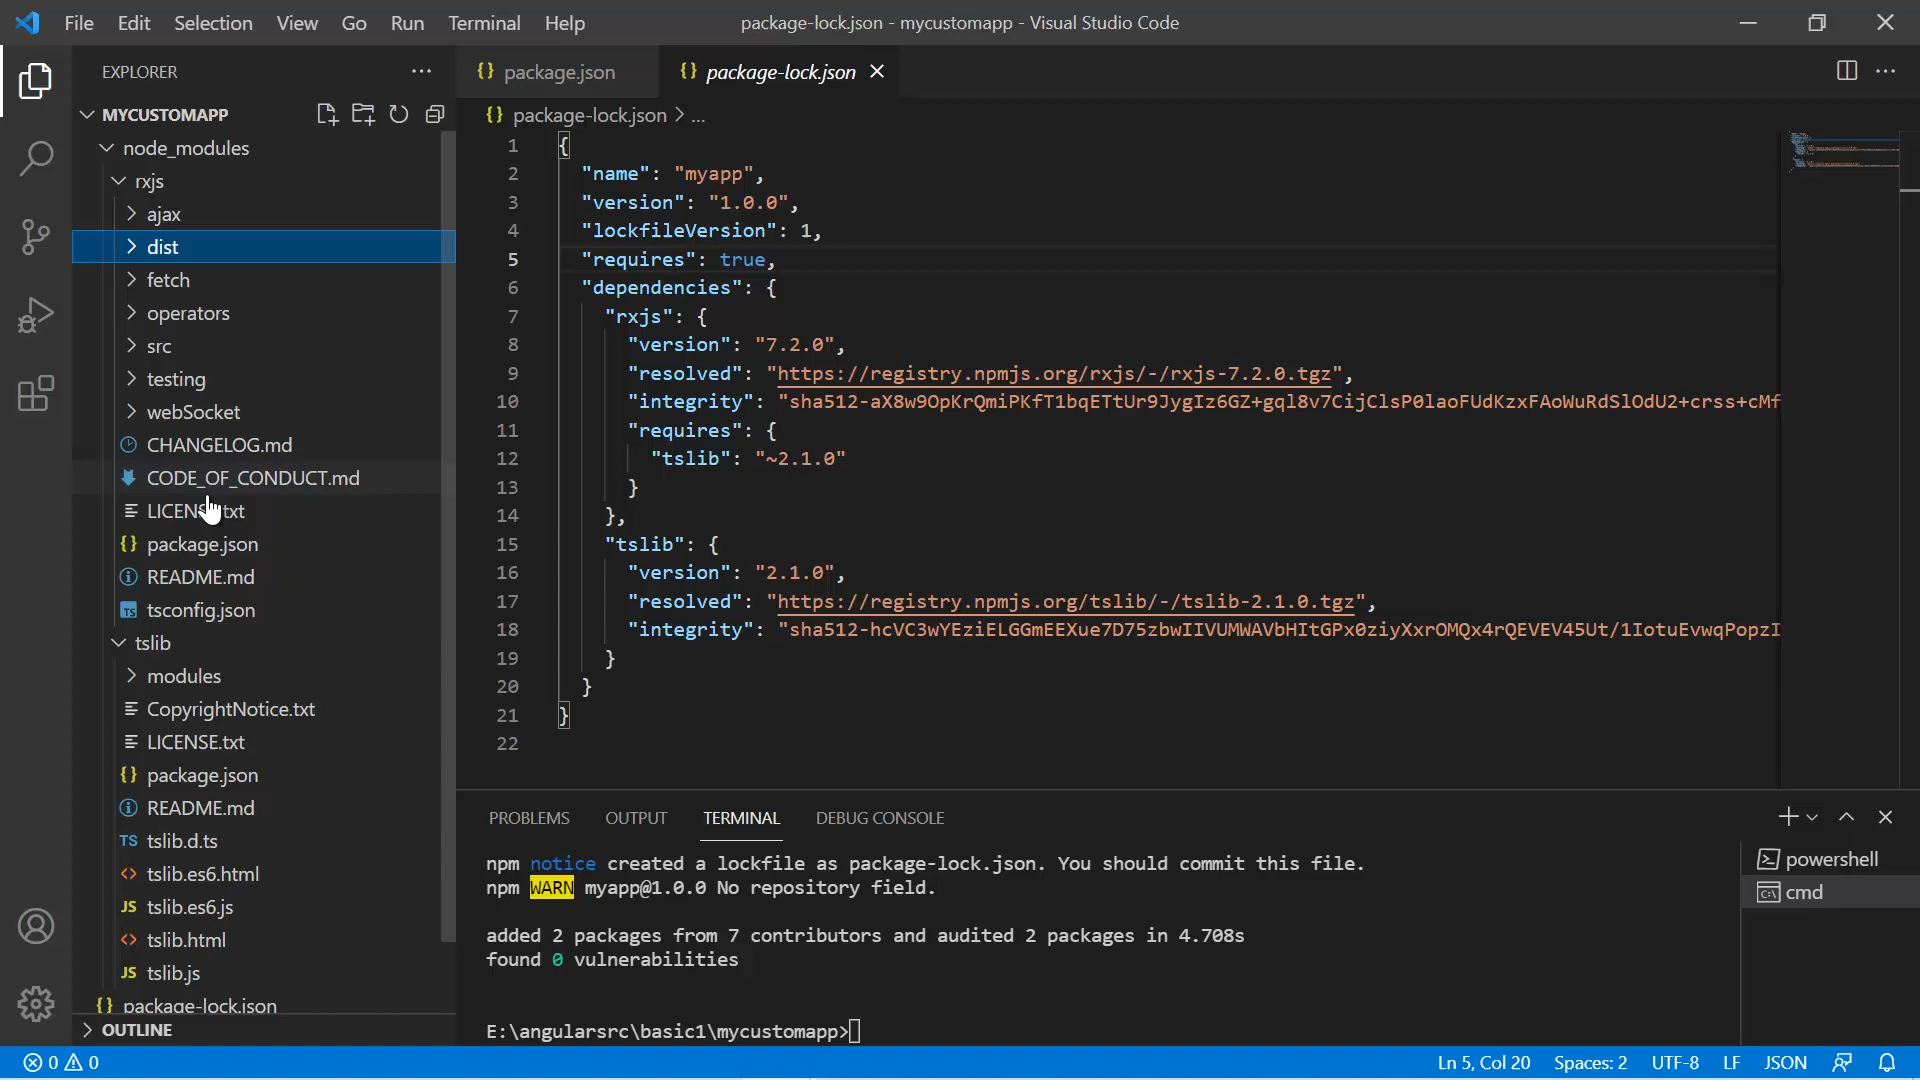 File Edit Selection View Go Run Terminal Help
package-lock.json - mycustomapp - Visual Studio Code
EXPLORER
MYCUSTOMAPP
node_modules
rxjs
ajax
dist
fetch
operators
src
testing
webSocket
CHANGELOG.md
CODE_OF_CONDUCT.md
LICENSE.txt
{} package.json
README.md
TS tsconfig.json
tslib
modules
CopyrightNotice.txt
LICENSE.txt
{} package.json
README.md
TS tslib.d.ts
<> tslib.es6.html
JS tslib.es6.js
<> tslib.html
JS tslib.js
{} package-lock.json
OUTLINE
{} package.json
{} package-lock.json
{} package-lock.json > ...
1 {
2 "name": "myapp",
3 "version": "1.0.0",
4 "lockfileVersion": 1,
5 "requires": true,
6 "dependencies": {
7 "rxjs": {
8 "version": "7.2.0",
9 "resolved": "https://registry.npmjs.org/rxjs/-/rxjs-7.2.0.tgz",
10 "integrity": "sha512-aX8w9OpKrQmiPKfT1bqETtUr9JygIz6GZ+gql8v7CijClsP0laoFUdKzxFAoWuRdSlOdU2+crss+cMf
11 "requires": {
12 "tslib": "~2.1.0"
13 }
14 },
15 "tslib": {
16 "version": "2.1.0",
17 "resolved": "https://registry.npmjs.org/tslib/-/tslib-2.1.0.tgz",
18 "integrity": "sha512-hcVC3wYEziELGGmEEXue7D75zbwIIVUMWAVbHItGPx0ziyXxrOMQx4rQEVEV45Ut/1IotuEvwqPopzI
19 }
20 }
21 }
22
PROBLEMS OUTPUT TERMINAL DEBUG CONSOLE
npm notice created a lockfile as package-lock.json. You should commit this file.
npm WARN myapp@1.0.0 No repository field.
added 2 packages from 7 contributors and audited 2 packages in 4.708s
found 0 vulnerabilities
E:\angularsrc\basic1\mycustomapp>
powershell
cmd
0 0
Ln 5, Col 20 Spaces: 2 UTF-8 LF JSON